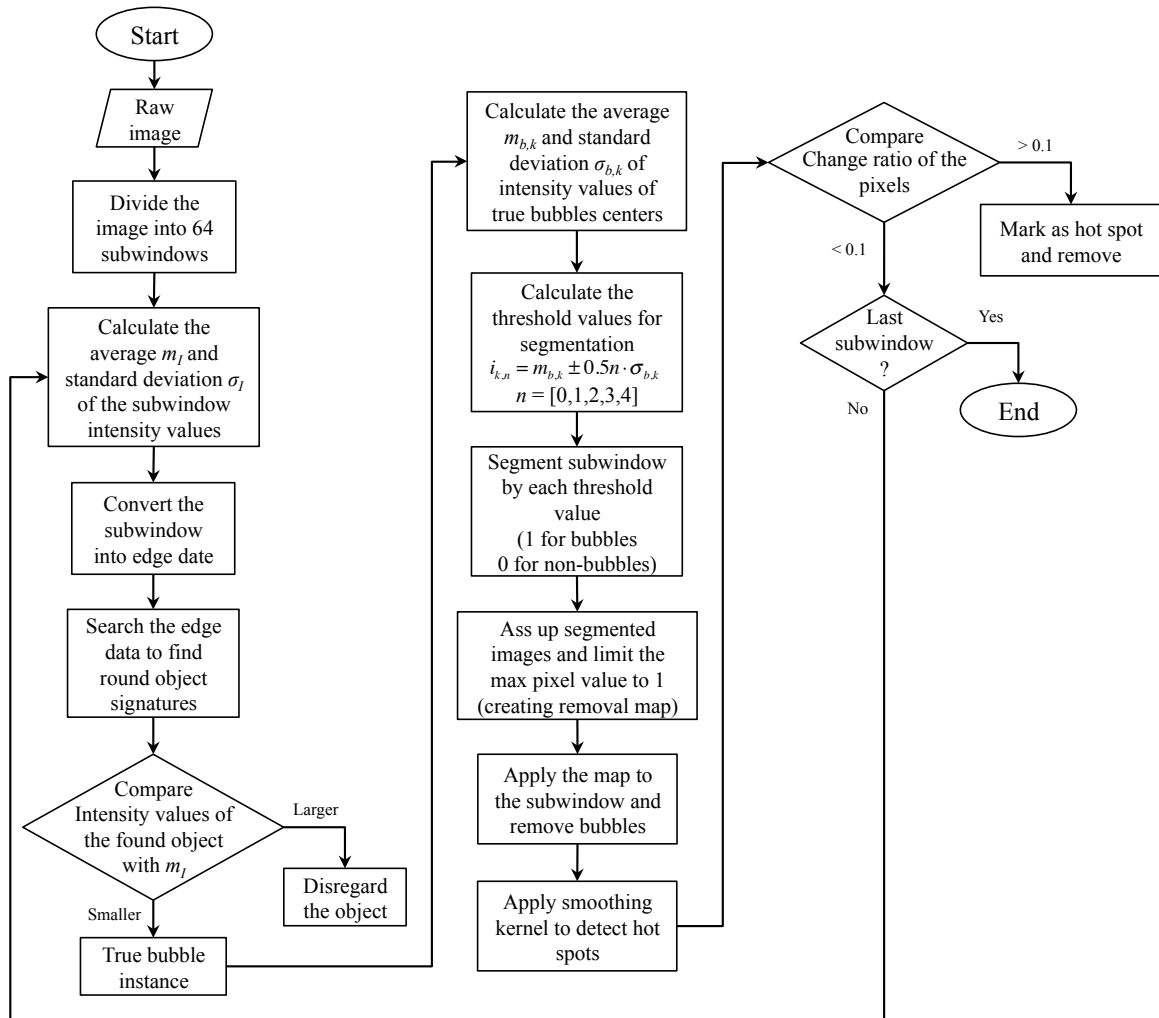 Start
Raw
image
Divide the
image into 64
subwindows
Calculate the
average m_I and
standard deviation σ_I
of the subwindow
intensity values
Convert the
subwindow
into edge date
Search the edge
data to find
round object
signatures
Compare
Intensity values of
the found object
with m_I
Larger
Disregard
the object
Smaller
True bubble
instance
Calculate the average
m_{b,k} and standard
deviation σ_{b,k} of
intensity values of
true bubbles centers
Calculate the
threshold values for
segmentation
i_{k,n} = m_{b,k} ± 0.5n · σ_{b,k}
n = [0,1,2,3,4]
Segment subwindow
by each threshold
value
(1 for bubbles
0 for non-bubbles)
Ass up segmented
images and limit the
max pixel value to 1
(creating removal map)
Apply the map to
the subwindow and
remove bubbles
Apply smoothing
kernel to detect hot
spots
Compare
Change ratio of the
pixels
> 0.1
Mark as hot spot
and remove
< 0.1
Last
subwindow
?
Yes
End
No